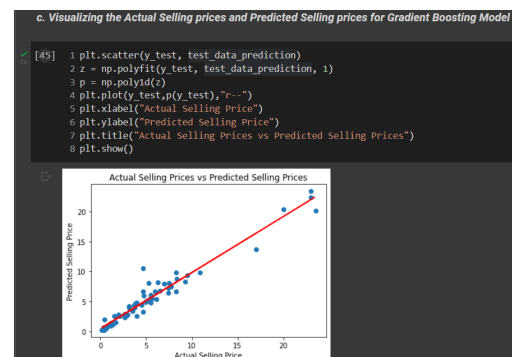 c. Visualizing the Actual Selling prices and Predicted Selling prices for Gradient Boosting Model
[45]
1 plt.scatter(y_test, test_data_prediction)
2 z = np.polyfit(y_test, test_data_prediction, 1)
3 p = np.poly1d(z)
4 plt.plot(y_test,p(y_test),"r--")
5 plt.xlabel("Actual Selling Price")
6 plt.ylabel("Predicted Selling Price")
7 plt.title("Actual Selling Prices vs Predicted Selling Prices")
8 plt.show()
Actual Selling Prices vs Predicted Selling Prices
Predicted Selling Price
20
15
10
5
0
0 5 10 15 20
Actual Selling Price